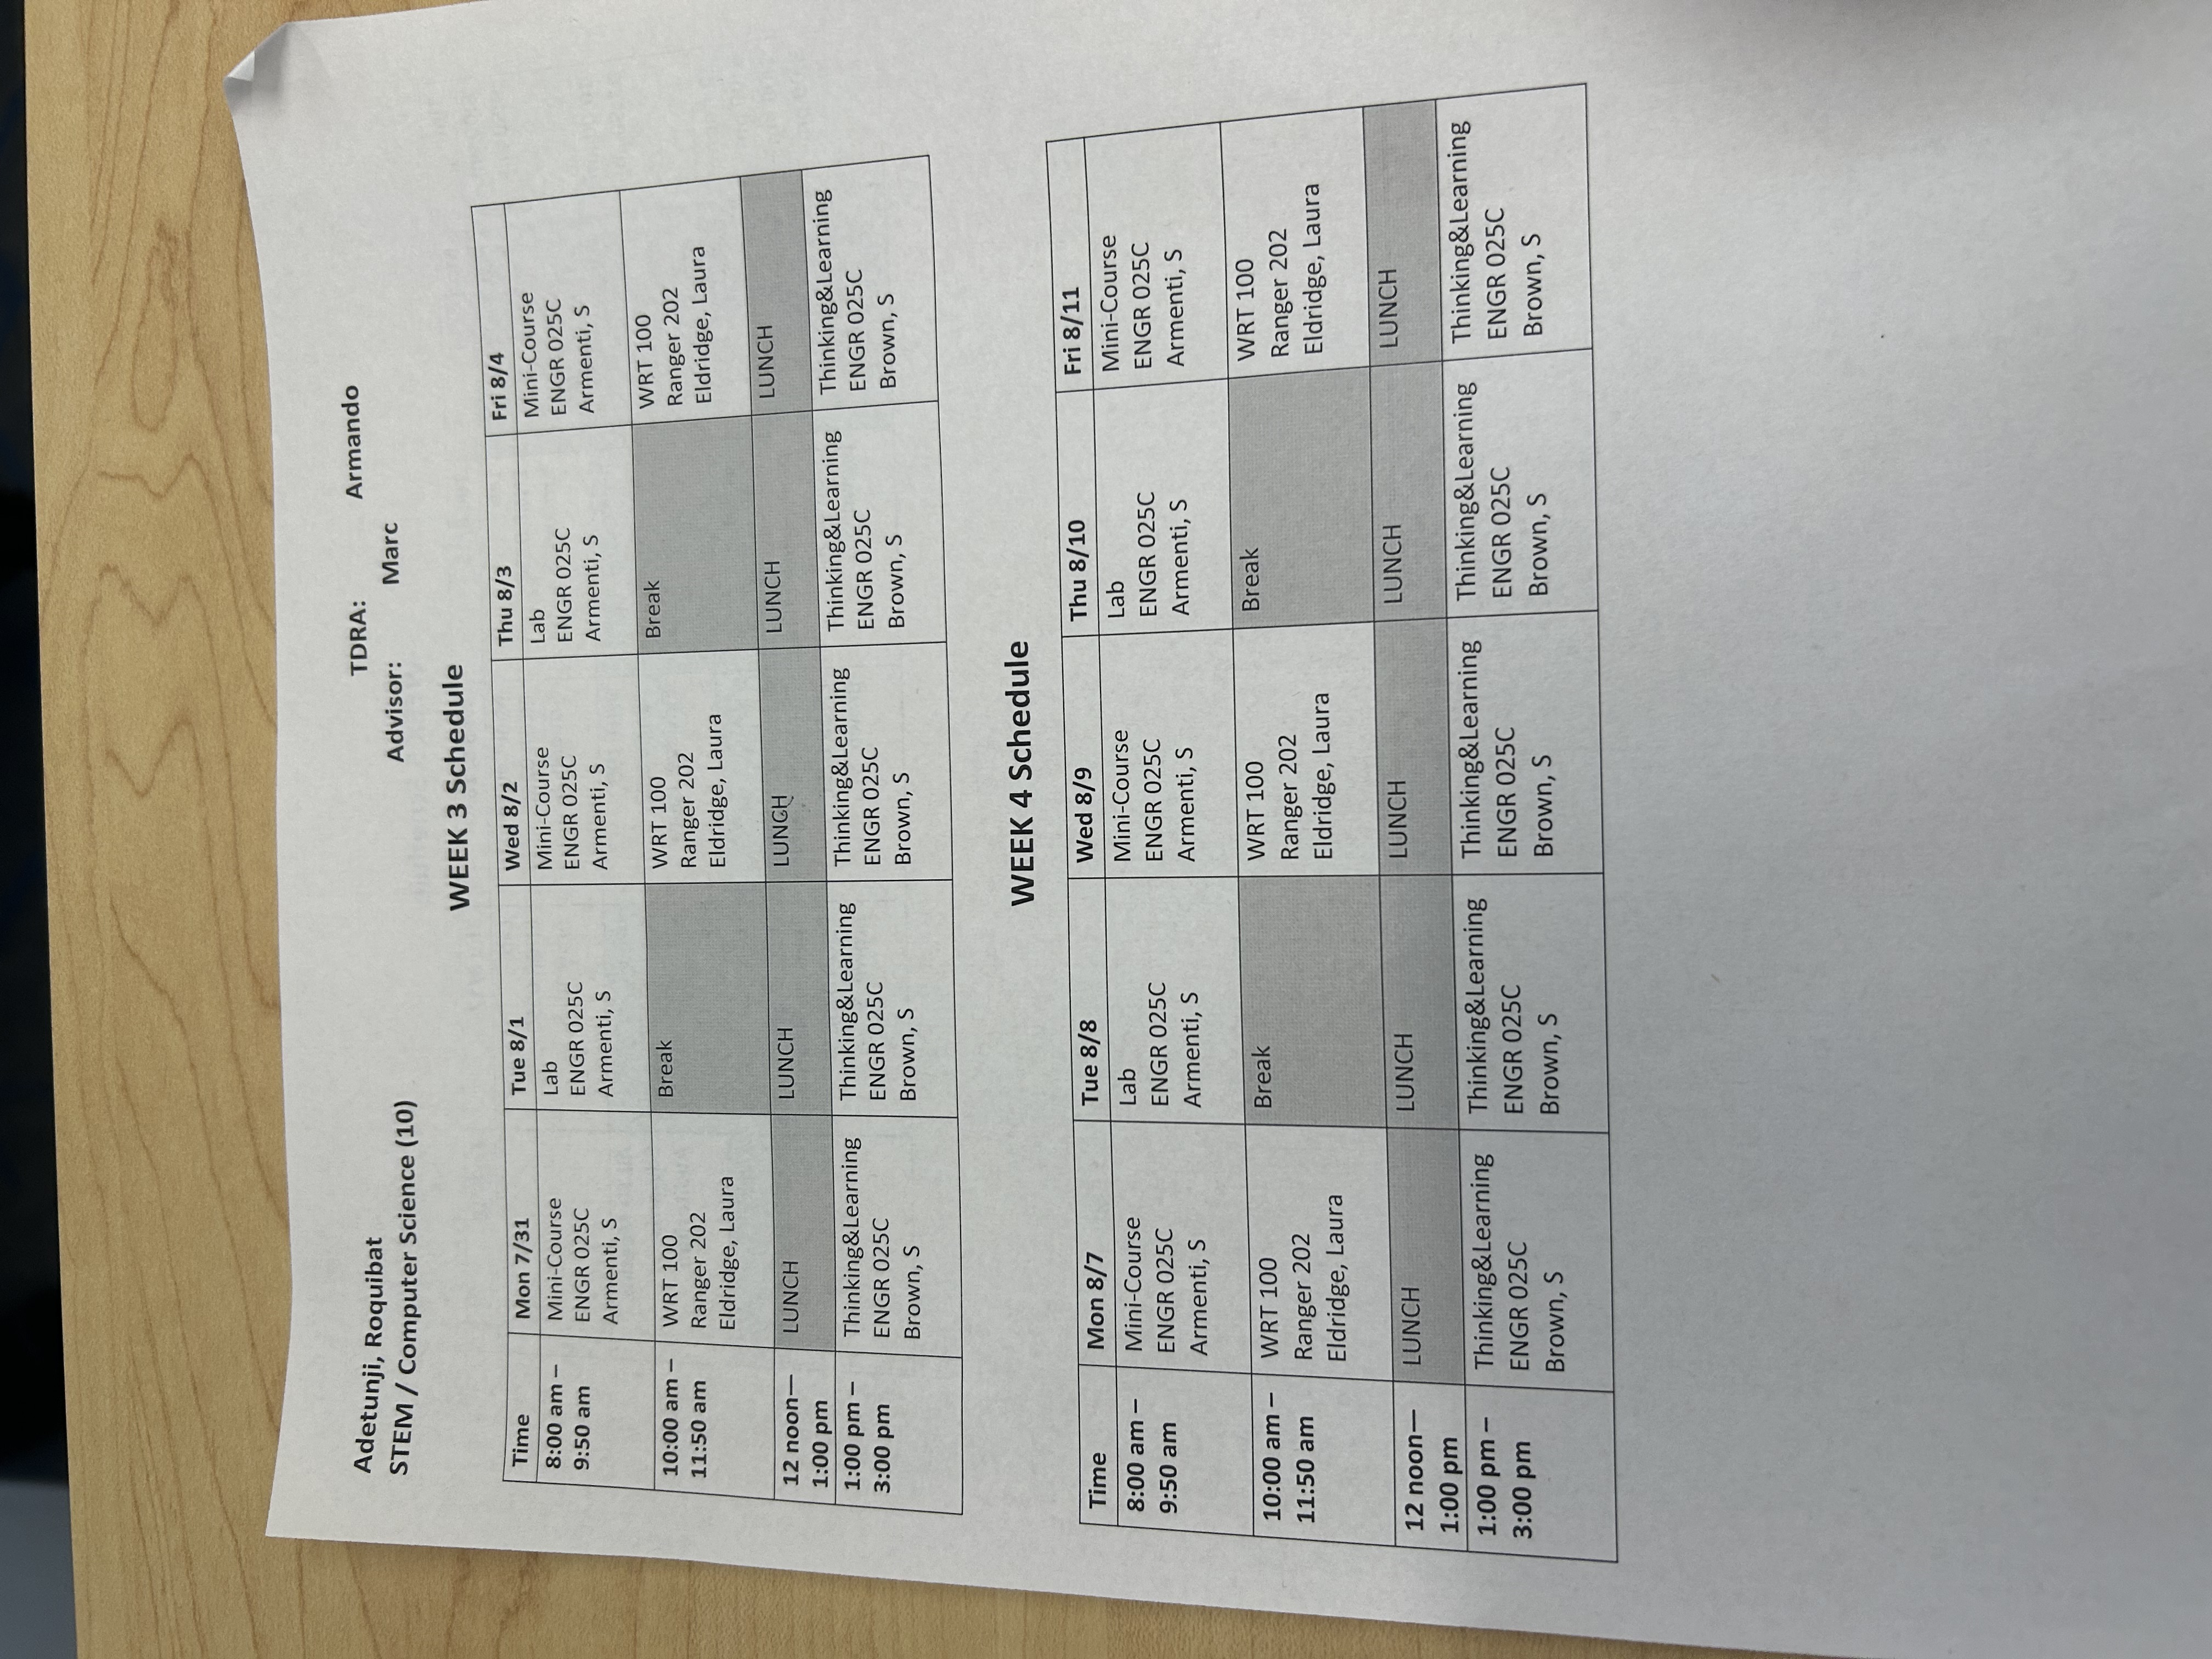 Adetunji, Roquibat
STEM / Computer Science (10)
TDRA: Armando
Advisor: Marc
WEEK 3 Schedule
Time Mon 7/31 Tue 8/1 Wed 8/2 Thu 8/3 Fri 8/4
8:00 am – Mini-Course Lab Mini-Course Lab Mini-Course
9:50 am ENGR 025C ENGR 025C ENGR 025C ENGR 025C ENGR 025C
Armenti, S Armenti, S Armenti, S Armenti, S Armenti, S
10:00 am – WRT 100 Break WRT 100 Break WRT 100
11:50 am Ranger 202 Ranger 202 Ranger 202
Eldridge, Laura Eldridge, Laura Eldridge, Laura
12 noon— LUNCH LUNCH LUNCH LUNCH LUNCH
1:00 pm
1:00 pm – Thinking&Learning Thinking&Learning Thinking&Learning Thinking&Learning Thinking&Learning
3:00 pm ENGR 025C ENGR 025C ENGR 025C ENGR 025C ENGR 025C
Brown, S Brown, S Brown, S Brown, S Brown, S
WEEK 4 Schedule
Time Mon 8/7 Tue 8/8 Wed 8/9 Thu 8/10 Fri 8/11
8:00 am – Mini-Course Lab Mini-Course Lab Mini-Course
9:50 am ENGR 025C ENGR 025C ENGR 025C ENGR 025C ENGR 025C
Armenti, S Armenti, S Armenti, S Armenti, S Armenti, S
10:00 am – WRT 100 Break WRT 100 Break WRT 100
11:50 am Ranger 202 Ranger 202 Ranger 202
Eldridge, Laura Eldridge, Laura Eldridge, Laura
12 noon— LUNCH LUNCH LUNCH LUNCH LUNCH
1:00 pm
1:00 pm – Thinking&Learning Thinking&Learning Thinking&Learning Thinking&Learning Thinking&Learning
3:00 pm ENGR 025C ENGR 025C ENGR 025C ENGR 025C ENGR 025C
Brown, S Brown, S Brown, S Brown, S Brown, S